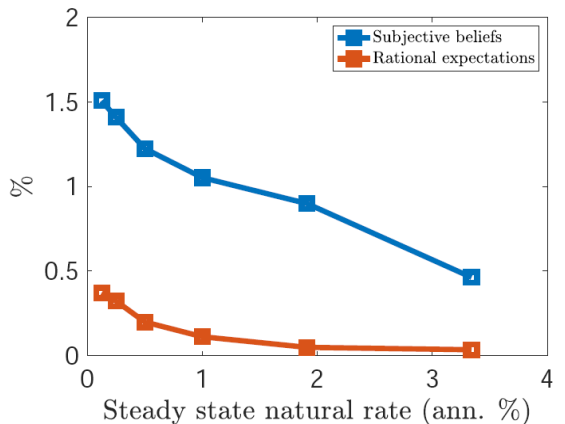 2
Subjective beliefs
Rational expectations
1.5
%
1
0.5
0
0 1 2 3 4
Steady state natural rate (ann. %)